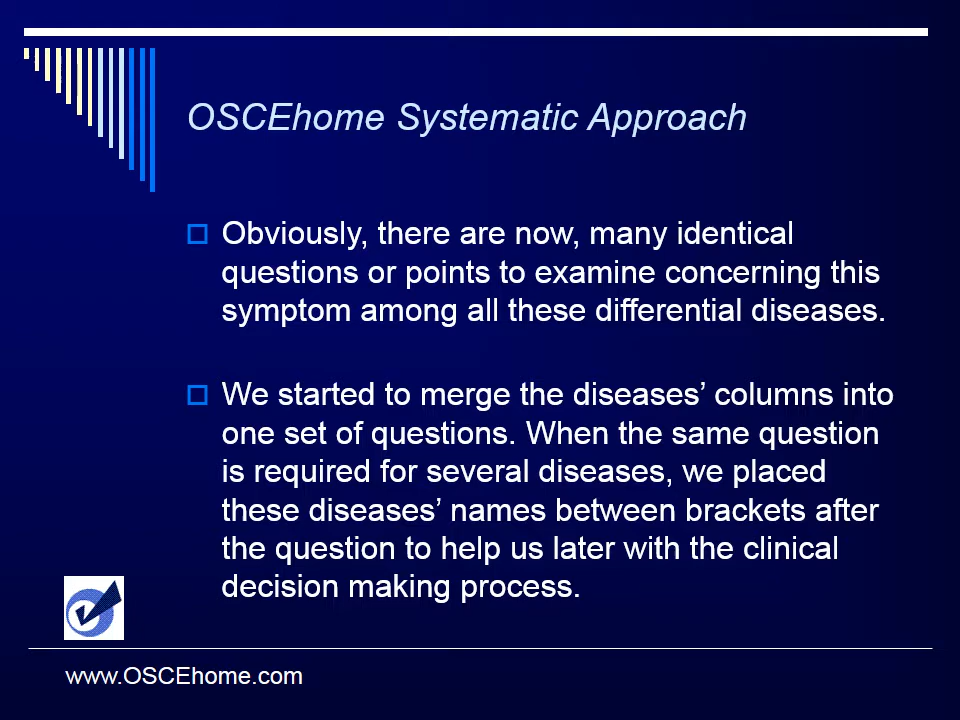 OSCEhome Systematic Approach
Obviously, there are now, many identical
questions or points to examine concerning this
symptom among all these differential diseases.
We started to merge the diseases’ columns into
one set of questions. When the same question
is required for several diseases, we placed
these diseases’ names between brackets after
the question to help us later with the clinical
decision making process.
www.OSCEhome.com